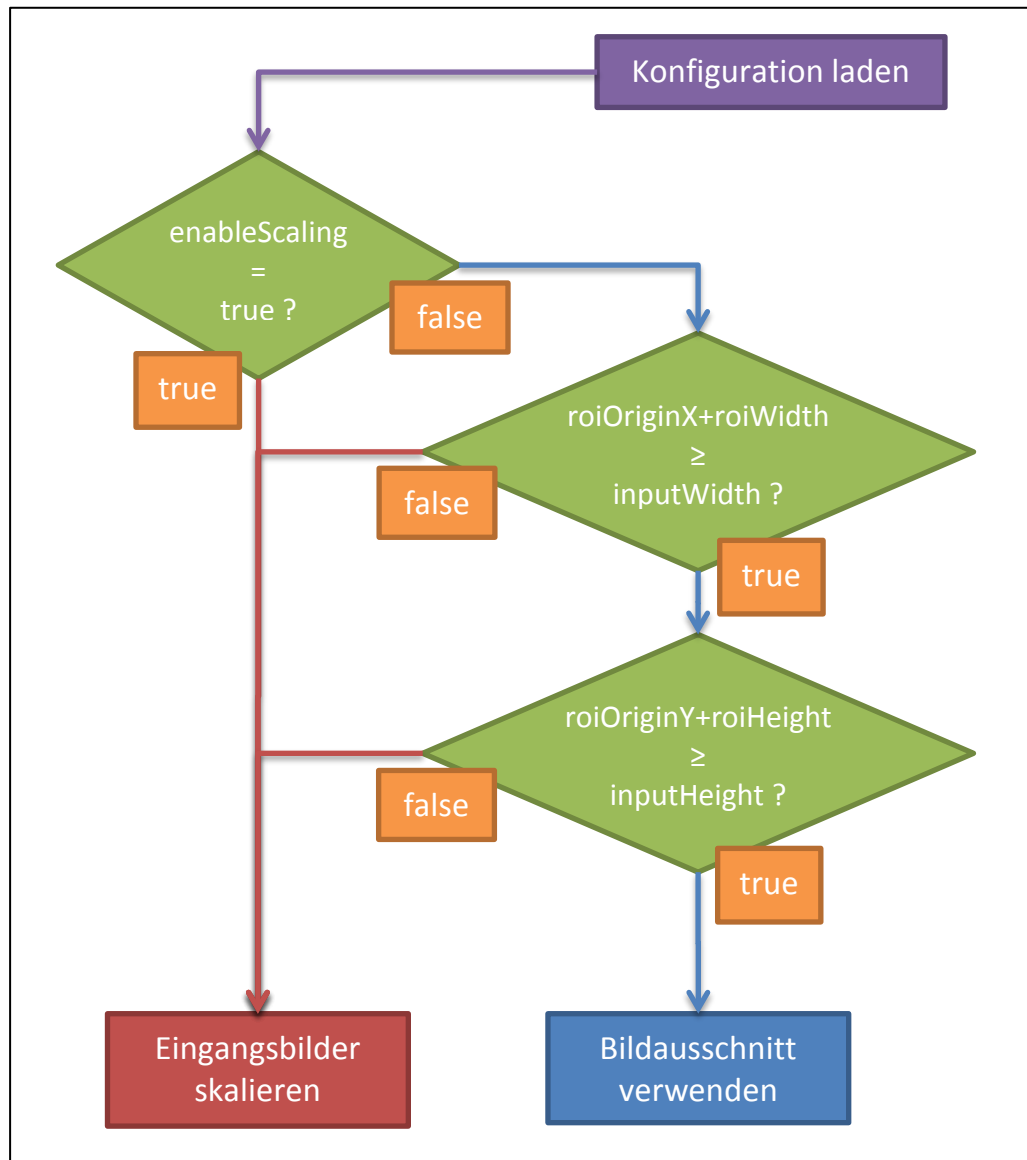 Konfiguration laden
enableScaling
=
true ?
false
true
roiOriginX+roiWidth
≥
inputWidth ?
false
true
roiOriginY+roiHeight
≥
inputHeight ?
false
true
Eingangsbilder
skalieren
Bildausschnitt
verwenden